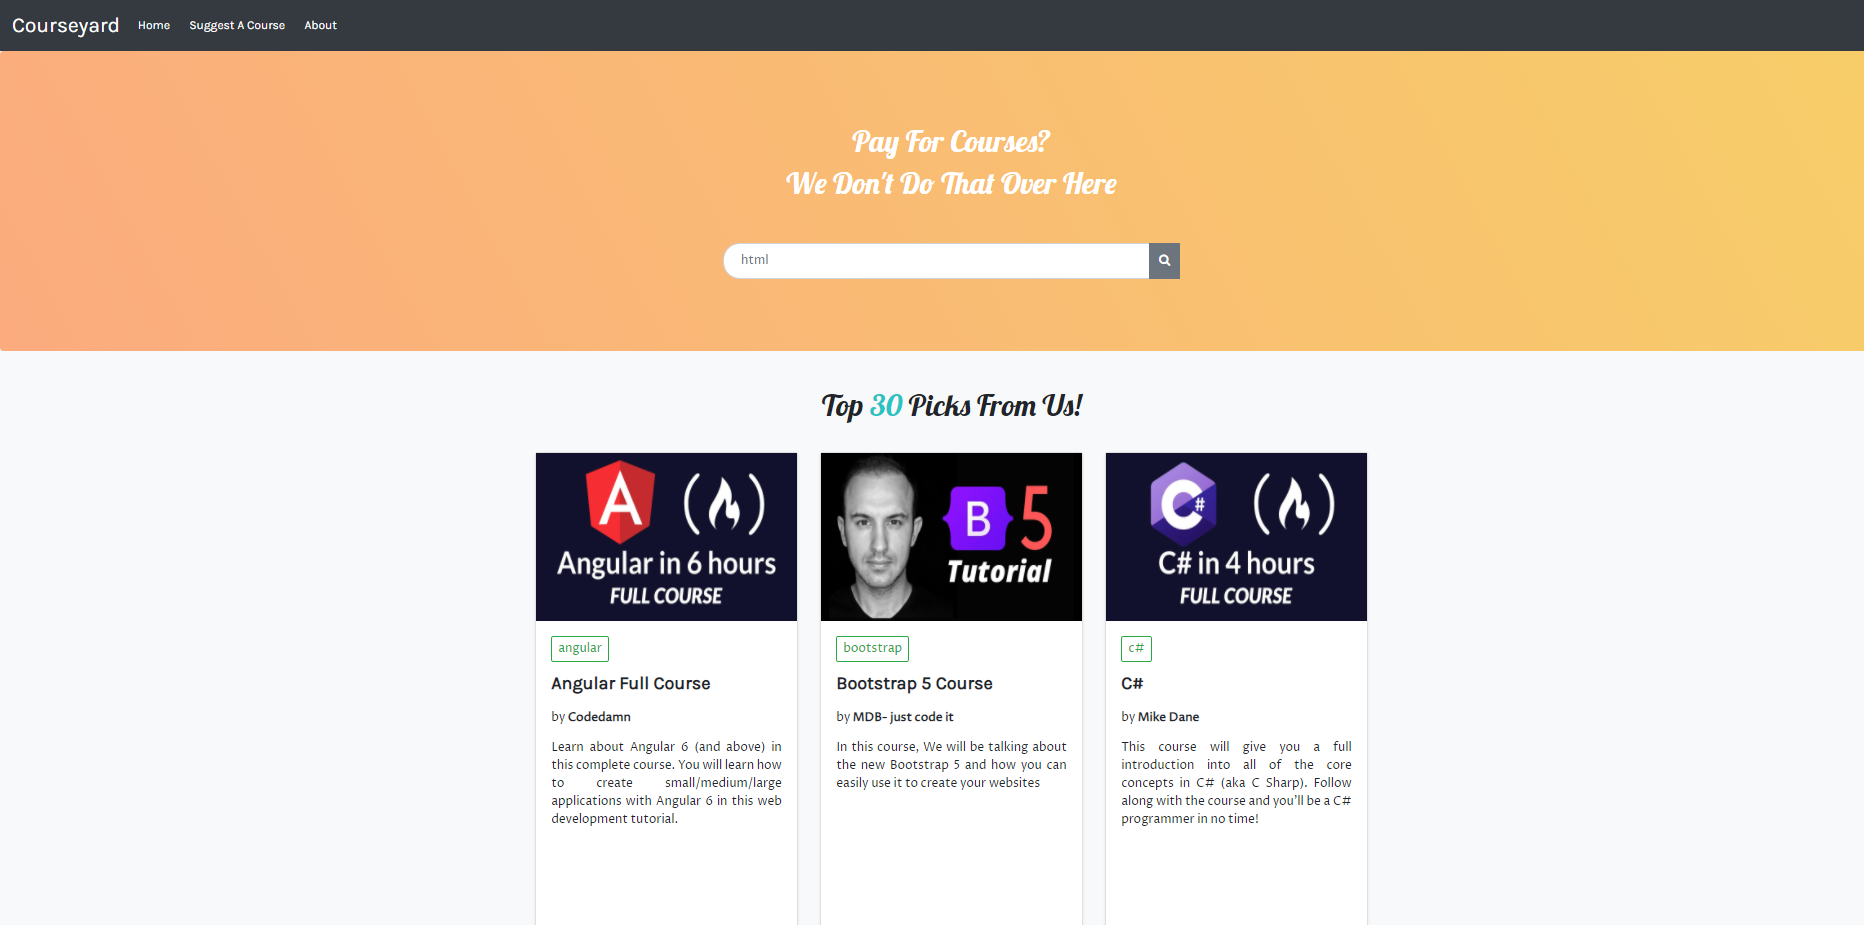 Courseyard Home Suggest A Course About
Pay For Courses?
We Don't Do That Over Here
html
Top 30 Picks From Us!
A
Angular in 6 hours
FULL COURSE
B 5
Tutorial
C#
C# in 4 hours
FULL COURSE
angular
Angular Full Course
by Codedamn
Learn about Angular 6 (and above) in
this complete course. You will learn how
to create small/medium/large
applications with Angular 6 in this web
development tutorial.
bootstrap
Bootstrap 5 Course
by MDB- just code it
In this course, We will be talking about
the new Bootstrap 5 and how you can
easily use it to create your websites
c#
C#
by Mike Dane
This course will give you a full
introduction into all of the core
concepts in C# (aka C Sharp). Follow
along with the course and you'll be a C#
programmer in no time!